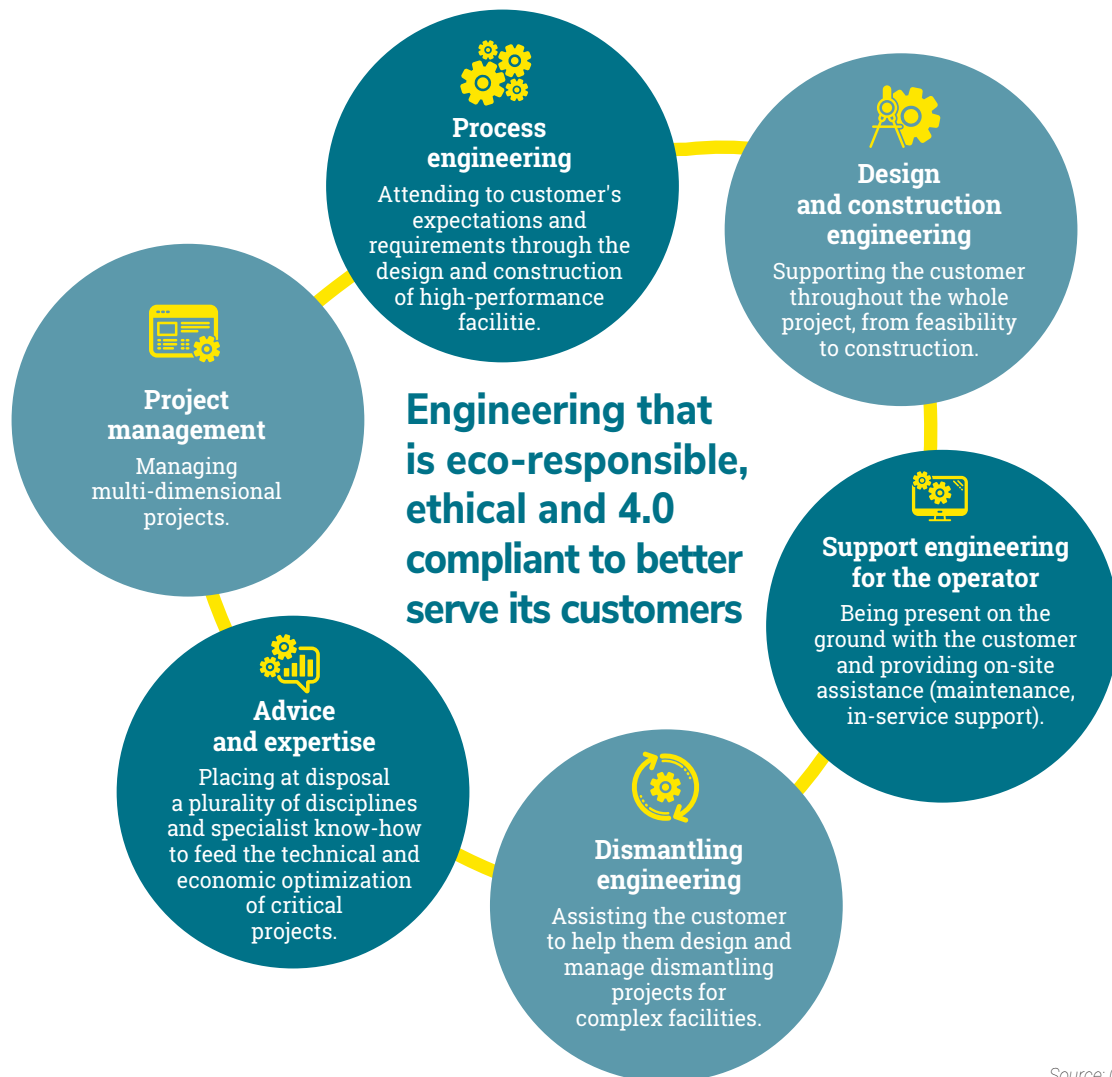 Process
engineering
Attending to customer's
expectations and
requirements through the
design and construction
of high-performance
facilitie.
Design
and construction
engineering
Supporting the customer
throughout the whole
project, from feasibility
to construction.
Project
management
Managing
multi-dimensional
projects.
Engineering that
is eco-responsible,
ethical and 4.0
compliant to better
serve its customers
Support engineering
for the operator
Being present on the
ground with the customer
and providing on-site
assistance (maintenance,
in-service support).
Advice
and expertise
Placing at disposal
a plurality of disciplines
and specialist know-how
to feed the technical and
economic optimization
of critical
projects.
Dismantling
engineering
Assisting the customer
to help them design and
manage dismantling
projects for
complex facilities.
Source: